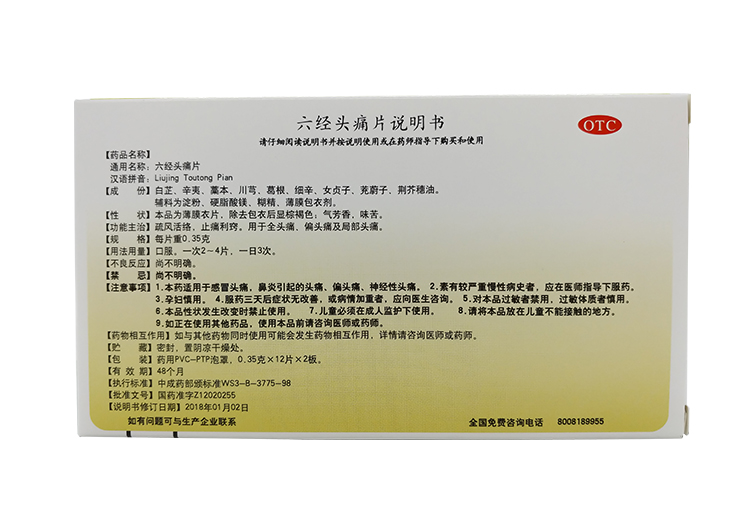 六经头痛片说明书
OTC
请仔细阅读说明书并按说明使用或在药师指导下购买和使用
【药品名称】
通用名称：六经头痛片
汉语拼音：Liujing Toutong Pian
【成　份】白芷、辛夷、藁本、川芎、葛根、细辛、女贞子、茺蔚子、荆芥穗油。
辅料为淀粉、硬脂酸镁、糊精、薄膜包衣剂。
【性　状】本品为薄膜衣片，除去包衣后显棕褐色；气芳香，味苦。
【功能主治】疏风活络，止痛利窍。用于全头痛、偏头痛及局部头痛。
【规　格】每片重0.35克
【用法用量】口服。一次2～4片，一日3次。
【不良反应】尚不明确。
【禁　忌】尚不明确。
【注意事项】1.本药适用于感冒头痛，鼻炎引起的头痛、偏头痛、神经性头痛。 2.素有较严重慢性病史者，应在医师指导下服药。
3.孕妇慎用。 4.服药三天后症状无改善，或病情加重者，应向医生咨询。 5.对本品过敏者禁用，过敏体质者慎用。
6.本品性状发生改变时禁止使用。 7.儿童必须在成人监护下使用。 8.请将本品放在儿童不能接触的地方。
9.如正在使用其他药品，使用本品前请咨询医师或药师。
【药物相互作用】如与其他药物同时使用可能会发生药物相互作用，详情请咨询医师或药师。
【贮　藏】密封，置阴凉干燥处。
【包　装】药用PVC-PTP泡罩，0.35克×12片×2板。
【有 效 期】48个月
【执行标准】中成药部颁标准WS3-B-3775-98
【批准文号】国药准字Z12020255
【说明书修订日期】2018年01月02日
如有问题可与生产企业联系
全国免费咨询电话　8008189955